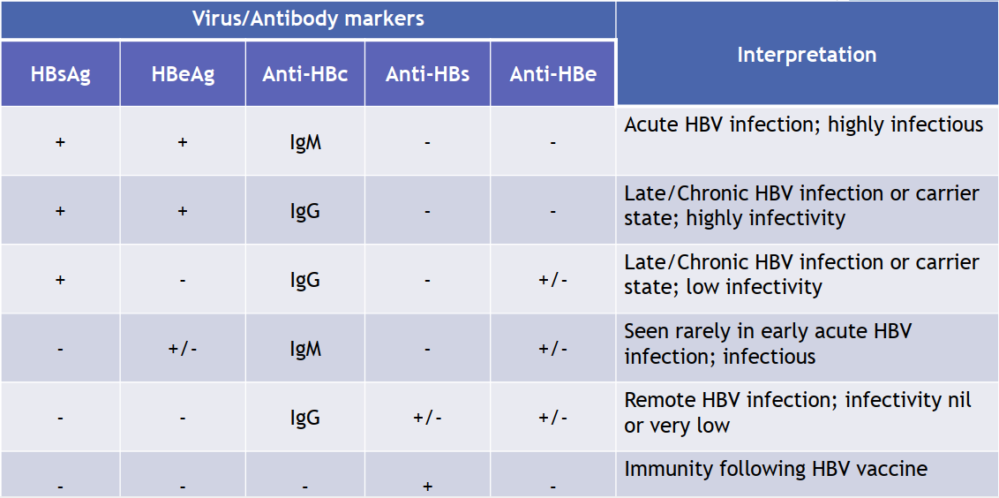 Virus/Antibody markers
Interpretation
HBsAg HBeAg Anti-HBc Anti-HBs Anti-HBe
+ + IgM - - Acute HBV infection; highly infectious
+ + IgG - - Late/Chronic HBV infection or carrier
state; highly infectivity
+ - IgG - +/- Late/Chronic HBV infection or carrier
state; low infectivity
- +/- IgM - +/- Seen rarely in early acute HBV
infection; infectious
- - IgG +/- +/- Remote HBV infection; infectivity nil
or very low
- - - + - Immunity following HBV vaccine